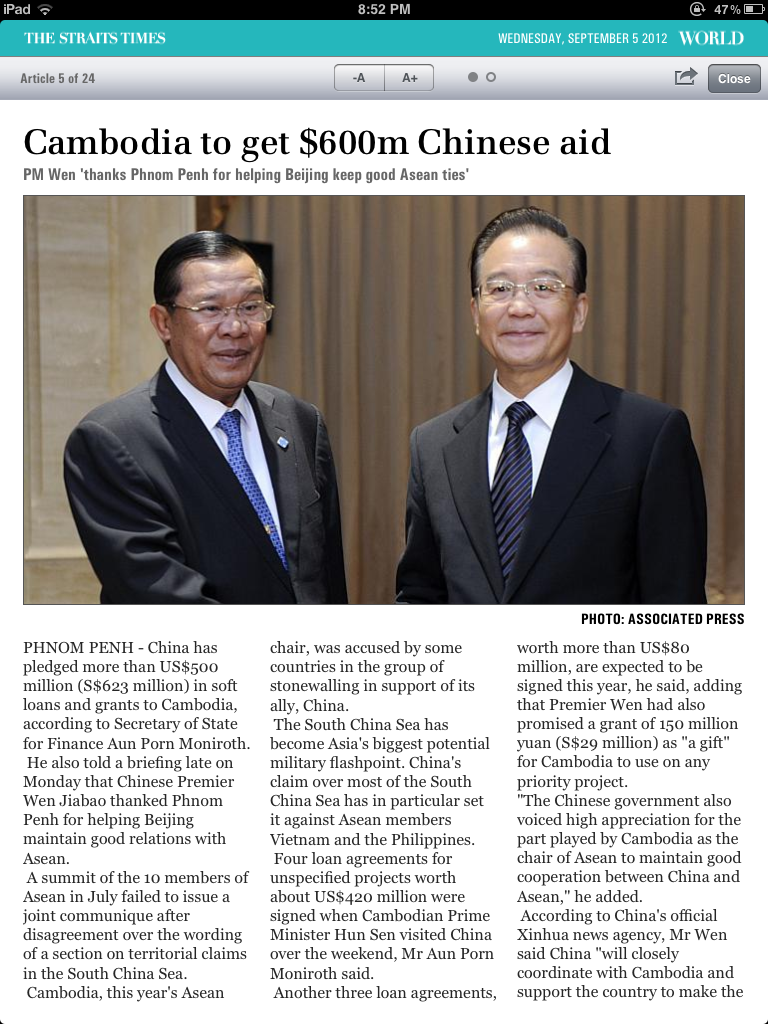 iPad 8:52 PM 47%
THE STRAITS TIMES WEDNESDAY, SEPTEMBER 5 2012 WORLD
Article 5 of 24 -A A+ Close
Cambodia to get $600m Chinese aid
PM Wen 'thanks Phnom Penh for helping Beijing keep good Asean ties'
PHOTO: ASSOCIATED PRESS
PHNOM PENH - China has
pledged more than US$500
million (S$623 million) in soft
loans and grants to Cambodia,
according to Secretary of State
for Finance Aun Porn Moniroth.
He also told a briefing late on
Monday that Chinese Premier
Wen Jiabao thanked Phnom
Penh for helping Beijing
maintain good relations with
Asean.
A summit of the 10 members of
Asean in July failed to issue a
joint communique after
disagreement over the wording
of a section on territorial claims
in the South China Sea.
Cambodia, this year's Asean
chair, was accused by some
countries in the group of
stonewalling in support of its
ally, China.
The South China Sea has
become Asia's biggest potential
military flashpoint. China's
claim over most of the South
China Sea has in particular set
it against Asean members
Vietnam and the Philippines.
Four loan agreements for
unspecified projects worth
about US$420 million were
signed when Cambodian Prime
Minister Hun Sen visited China
over the weekend, Mr Aun Porn
Moniroth said.
Another three loan agreements,
worth more than US$80
million, are expected to be
signed this year, he said, adding
that Premier Wen had also
promised a grant of 150 million
yuan (S$29 million) as "a gift"
for Cambodia to use on any
priority project.
"The Chinese government also
voiced high appreciation for the
part played by Cambodia as the
chair of Asean to maintain good
cooperation between China and
Asean," he added.
According to China's official
Xinhua news agency, Mr Wen
said China "will closely
coordinate with Cambodia and
support the country to make the